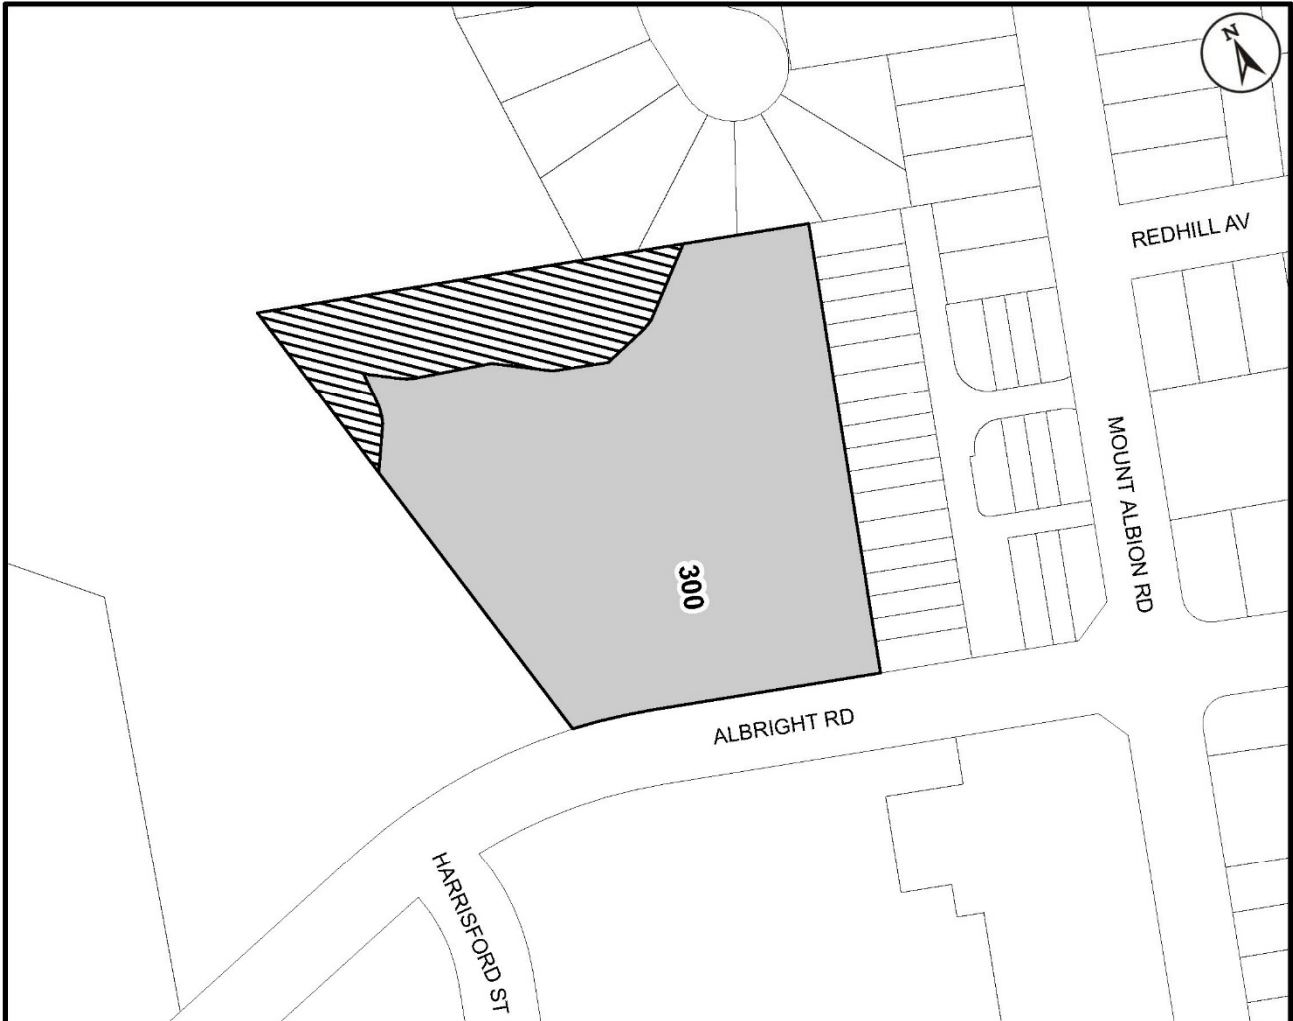 N
REDHILL AV
MOUNT ALBION RD
300
ALBRIGHT RD
HARRISFORD ST